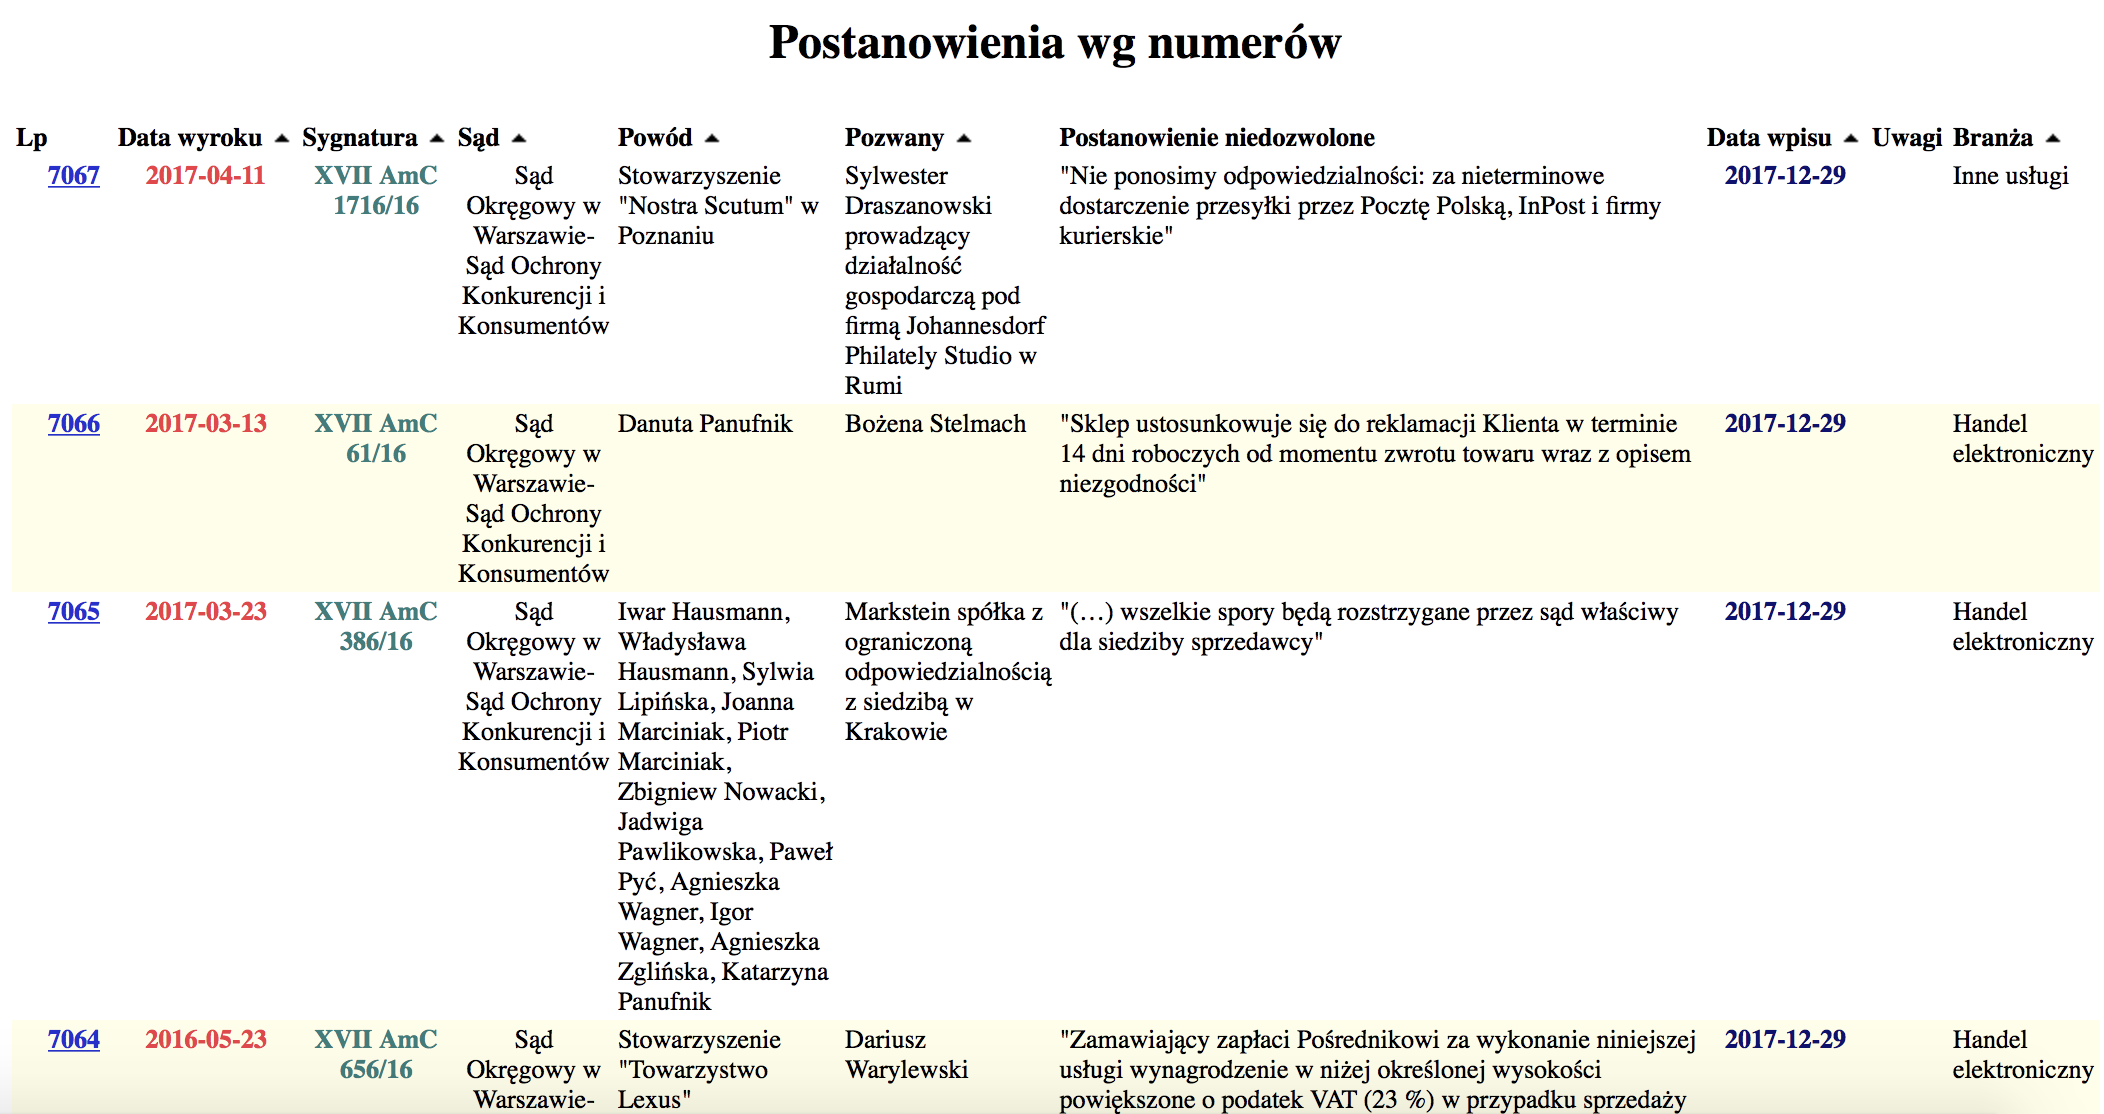 Postanowienia wg numerów
Lp Data wyroku Sygnatura Sąd Powód Pozwany Postanowienie niedozwolone Data wpisu Uwagi Branża
7067
2017-04-11
XVII AmC
1716/16
Sąd
Okręgowy w
Warszawie-
Sąd Ochrony
Konkurencji i
Konsumentów
Stowarzyszenie
"Nostra Scutum" w
Poznaniu
Sylwester
Draszanowski
prowadzący
działalność
gospodarczą pod
firmą Johannesdorf
Philately Studio w
Rumi
"Nie ponosimy odpowiedzialności: za nieterminowe
dostarczenie przesyłki przez Pocztę Polską, InPost i firmy
kurierskie"
2017-12-29
Inne usługi
7066
2017-03-13
XVII AmC
61/16
Sąd
Okręgowy w
Warszawie-
Sąd Ochrony
Konkurencji i
Konsumentów
Danuta Panufnik
Bożena Stelmach
"Sklep ustosunkowuje się do reklamacji Klienta w terminie
14 dni roboczych od momentu zwrotu towaru wraz z opisem
niezgodności"
2017-12-29
Handel
elektroniczny
7065
2017-03-23
XVII AmC
386/16
Sąd
Okręgowy w
Warszawie-
Sąd Ochrony
Konkurencji i
Konsumentów
Iwar Hausmann,
Władysława
Hausmann, Sylwia
Lipińska, Joanna
Marciniak, Piotr
Marciniak,
Zbigniew Nowacki,
Jadwiga
Pawlikowska, Paweł
Pyć, Agnieszka
Wagner, Igor
Wagner, Agnieszka
Zglińska, Katarzyna
Panufnik
Markstein spółka z
ograniczoną
odpowiedzialnością
z siedzibą w
Krakowie
"(…) wszelkie spory będą rozstrzygane przez sąd właściwy
dla siedziby sprzedawcy"
2017-12-29
Handel
elektroniczny
7064
2016-05-23
XVII AmC
656/16
Sąd
Okręgowy w
Warszawie-
Stowarzyszenie
"Towarzystwo
Lexus"
Dariusz
Warylewski
"Zamawiający zapłaci Pośrednikowi za wykonanie niniejszej
usługi wynagrodzenie w niżej określonej wysokości
powiększone o podatek VAT (23 %) w przypadku sprzedaży
2017-12-29
Handel
elektroniczny